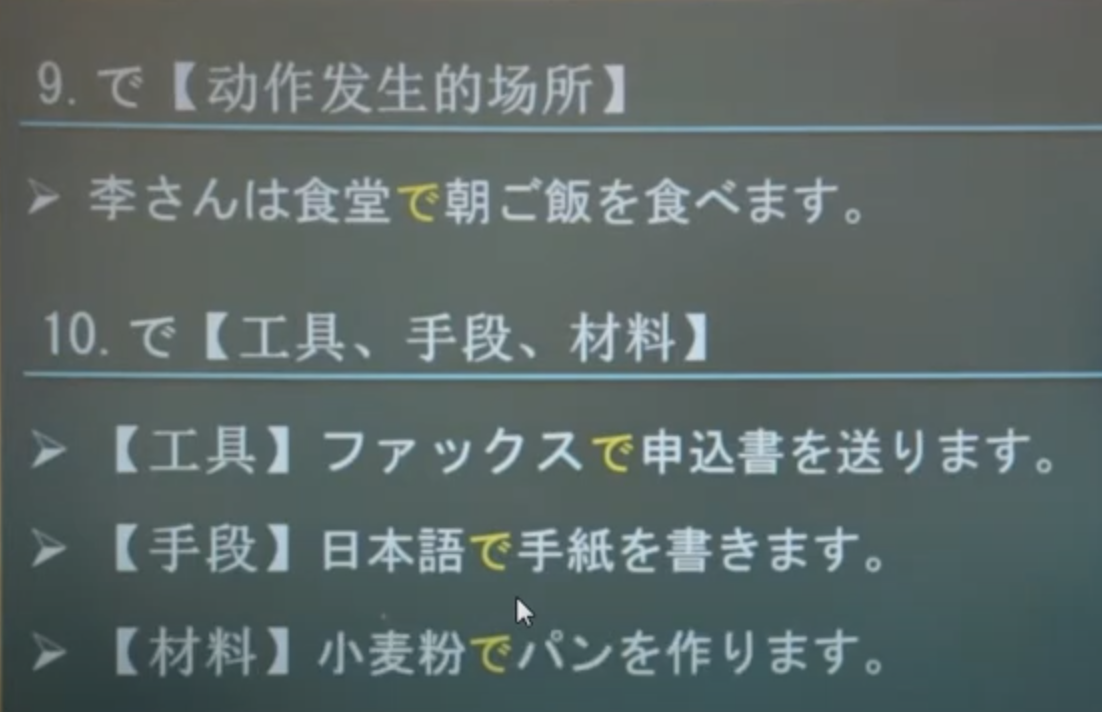 9. で【动作发生的场所】
➢ 李さんは食堂で朝ご飯を食べます。
10. で【工具、手段、材料】
➢ 【工具】ファックスで申込書を送ります。
➢ 【手段】日本語で手紙を書きます。
➢ 【材料】小麦粉でパンを作ります。